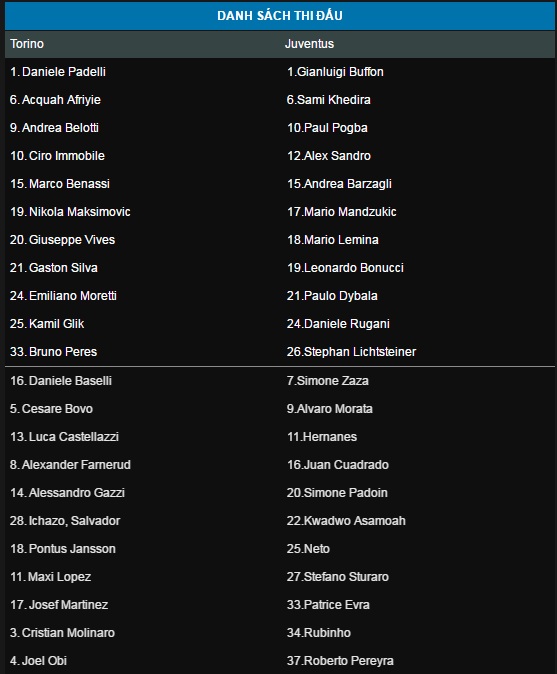 DANH SÁCH THI ĐẤU
Torino Juventus
1. Daniele Padelli 1.Gianluigi Buffon
6. Acquah Afriyie 6.Sami Khedira
9. Andrea Belotti 10.Paul Pogba
10. Ciro Immobile 12.Alex Sandro
15. Marco Benassi 15.Andrea Barzagli
19. Nikola Maksimovic 17.Mario Mandzukic
20. Giuseppe Vives 18.Mario Lemina
21. Gaston Silva 19.Leonardo Bonucci
24. Emiliano Moretti 21.Paulo Dybala
25. Kamil Glik 24.Daniele Rugani
33. Bruno Peres 26.Stephan Lichtsteiner
16. Daniele Baselli 7.Simone Zaza
5. Cesare Bovo 9.Alvaro Morata
13. Luca Castellazzi 11.Hernanes
8. Alexander Farnerud 16.Juan Cuadrado
14. Alessandro Gazzi 20.Simone Padoin
28. Ichazo, Salvador 22.Kwadwo Asamoah
18. Pontus Jansson 25.Neto
11. Maxi Lopez 27.Stefano Sturaro
17. Josef Martinez 33.Patrice Evra
3. Cristian Molinaro 34.Rubinho
4. Joel Obi 37.Roberto Pereyra